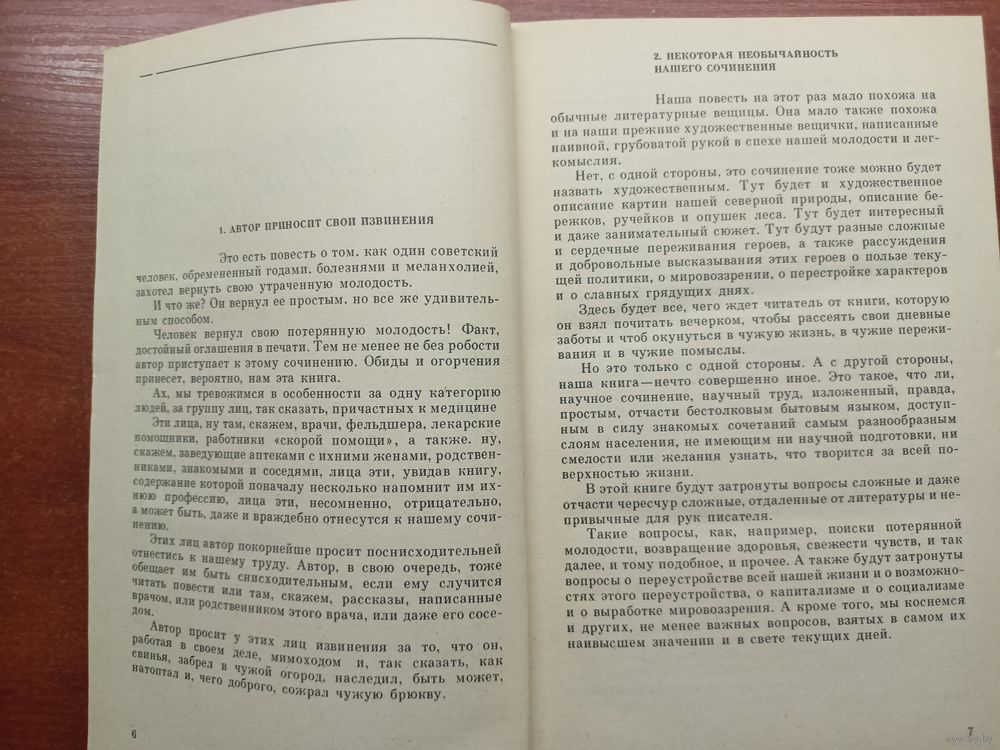 1. АВТОР ПРИНОСИТ СВОИ ИЗВИНЕНИЯ
Это есть повесть о том. как один советский
человек, обремененный годами. болезнями и меланхолией,
захотел вернуть свою утраченную молодость.
И что же? Он вернул ее простым. но все же удивитель-
ным способом.
Человек вернул свою потерянную молодость! Факт,
достойный оглашения в печати. Тем не менее не без робости
автор приступает к этому сочинению. Обиды и огорчения
принесет, вероятно, нам эта книга.
Ах, мы тревожимся в особенности за одну категорию
людей, за группу лиц, так сказать, причастных к медицине
Эти лица, ну там, скажем, врачи, фельдшера, лекарские
помощники, работники «скорой помощи», а также. ну,
скажем, заведующие аптеками с ихними женами, родствен-
никами, знакомыми и соседями, лица эти, увидав книгу,
содержание которой поначалу несколько напомнит им их-
нюю профессию, лица эти, несомненно, отрицательно,
а может быть, даже и враждебно отнесутся к нашему сочи-
нению.
Этих лиц автор покорнейше просит поснисходительней
отнестись к нашему труду. Автор, в свою очередь, тоже
обещает им быть снисходительным, если ему случится
читать повести или там, скажем, рассказы, написанные
врачом, или родственником этого врача, или даже его сосе-
дом.
Автор просит у этих лиц извинения за то, что он,
работая в своем деле, мимоходом и, так сказать, как
свинья, забрел в чужой огород, наследил, быть может,
натоптал и, чего доброго, сожрал чужую брюкву.
6
2. НЕКОТОРАЯ НЕОБЫЧАЙНОСТЬ
НАШЕГО СОЧИНЕНИЯ
Наша повесть на этот раз мало похожа на
обычные литературные вещицы. Она мало также похожа
и на наши прежние художественные вещички, написанные
наивной, грубоватой рукой в спехе нашей молодости и лег-
комыслия.
Нет, с одной стороны, это сочинение тоже можно будет
назвать художественным. Тут будет и художественное
описание картин нашей северной природы, описание бе-
режков, ручейков и опушек леса. Тут будет интересный
и даже занимательный сюжет. Тут будут разные сложные
и сердечные переживания героев, а также рассуждения
и добровольные высказывания этих героев о пользе теку-
щей политики, о мировоззрении, о перестройке характеров
и о славных грядущих днях.
Здесь будет все, чего ждет читатель от книги, которую
он взял почитать вечерком, чтобы рассеять свои дневные
заботы и чтоб окунуться в чужую жизнь, в чужие пережи-
вания и в чужие помыслы.
Но это только с одной стороны. А с другой стороны,
наша книга—нечто совершенно иное. Это такое, что ли,
научное сочинение, научный труд, изложенный, правда,
простым, отчасти бестолковым бытовым языком, доступ-
ным в силу знакомых сочетаний самым разнообразным
слоям населения, не имеющим ни научной подготовки, ни
смелости или желания узнать, что творится за всей по-
верхностью жизни.
В этой книге будут затронуты вопросы сложные и даже
отчасти чересчур сложные, отдаленные от литературы и не-
привычные для рук писателя.
Такие вопросы, как, например, поиски потерянной
молодости, возвращение здоровья, свежести чувств, и так
далее, и тому подобное, и прочее. А также будут затронуты
вопросы о переустройстве всей нашей жизни и о возможно-
стях этого переустройства, о капитализме и о социализме
и о выработке мировоззрения. А кроме того, мы коснемся
и других, не менее важных вопросов, взятых в самом их
наивысшем значении и в свете текущих дней.
7
ay.by